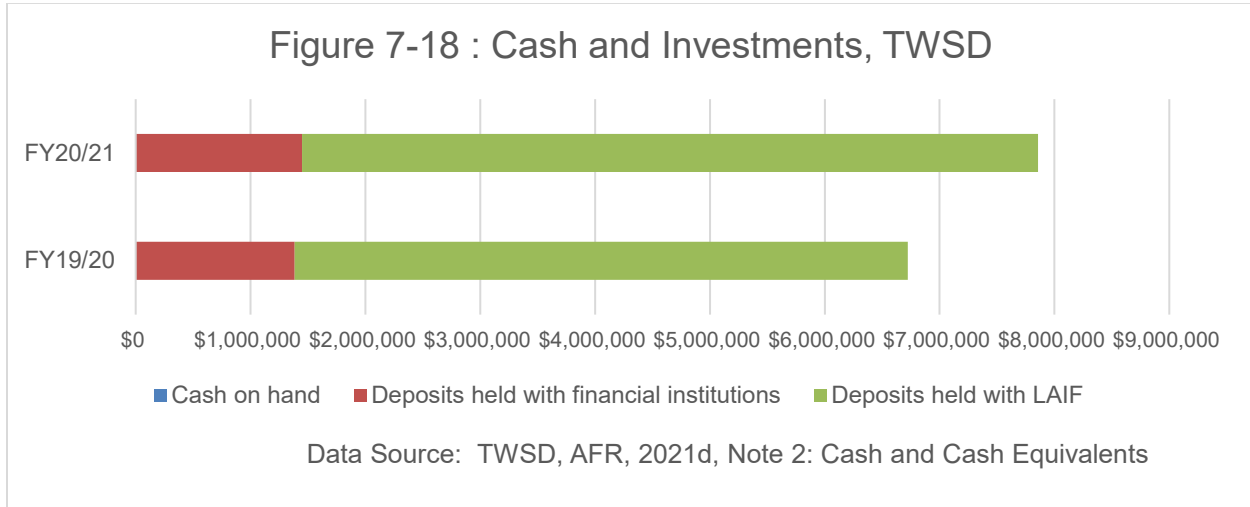 Figure 7-18 : Cash and Investments, TWSD
FY20/21
FY19/20
$0 $1,000,000 $2,000,000 $3,000,000 $4,000,000 $5,000,000 $6,000,000 $7,000,000 $8,000,000 $9,000,000
Cash on hand Deposits held with financial institutions Deposits held with LAIF
Data Source: TWSD, AFR, 2021d, Note 2: Cash and Cash Equivalents